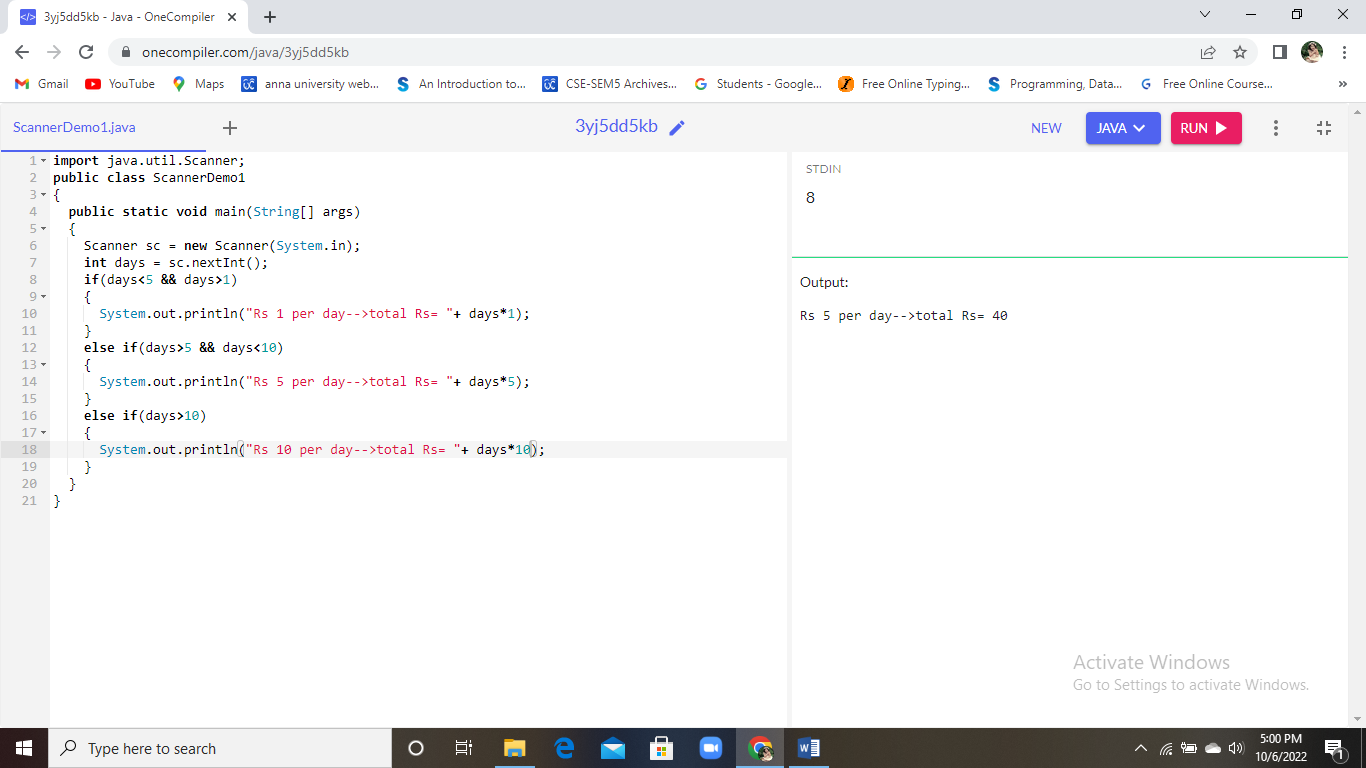 3yj5dd5kb - Java - OneCompiler
onecompiler.com/java/3yj5dd5kb
Gmail YouTube Maps anna university web... An Introduction to... CSE-SEM5 Archives... Students - Google... Free Online Typing... Programming, Data... Free Online Course... »
ScannerDemo1.java
3yj5dd5kb
NEW JAVA RUN
1 import java.util.Scanner;
2 public class ScannerDemo1
3 {
4 public static void main(String[] args)
5 {
6 Scanner sc = new Scanner(System.in);
7 int days = sc.nextInt();
8 if(days<5 && days>1)
9 {
10 System.out.println("Rs 1 per day-->total Rs= "+ days*1);
11 }
12 else if(days>5 && days<10)
13 {
14 System.out.println("Rs 5 per day-->total Rs= "+ days*5);
15 }
16 else if(days>10)
17 {
18 System.out.println("Rs 10 per day-->total Rs= "+ days*10);
19 }
20 }
21 }
STDIN
8
Output:
Rs 5 per day-->total Rs= 40
Activate Windows
Go to Settings to activate Windows.
Type here to search
5:00 PM
10/6/2022
1